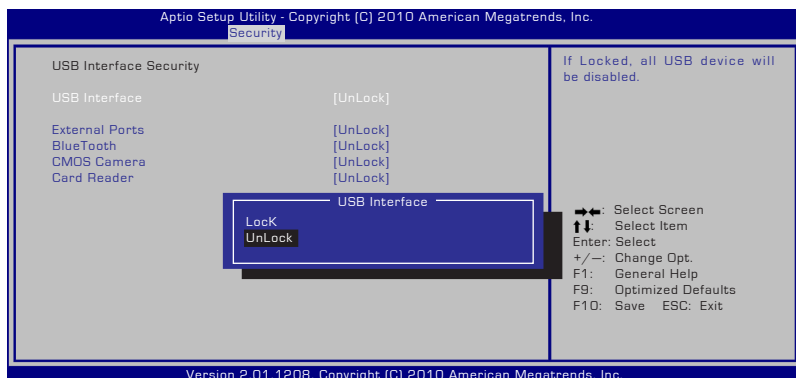 Aptio Setup Utility - Copyright (C) 2010 American Megatrends, Inc.
Security
USB Interface Security
USB Interface [UnLock]
External Ports [UnLock]
BlueTooth [UnLock]
CMOS Camera [UnLock]
Card Reader [UnLock]
USB Interface
LocK
UnLock
If Locked, all USB device will
be disabled.
→←: Select Screen
↑↓: Select Item
Enter: Select
+/—: Change Opt.
F1: General Help
F9: Optimized Defaults
F10: Save ESC: Exit
Version 2.01.1208. Copyright (C) 2010 American Megatrends, Inc.